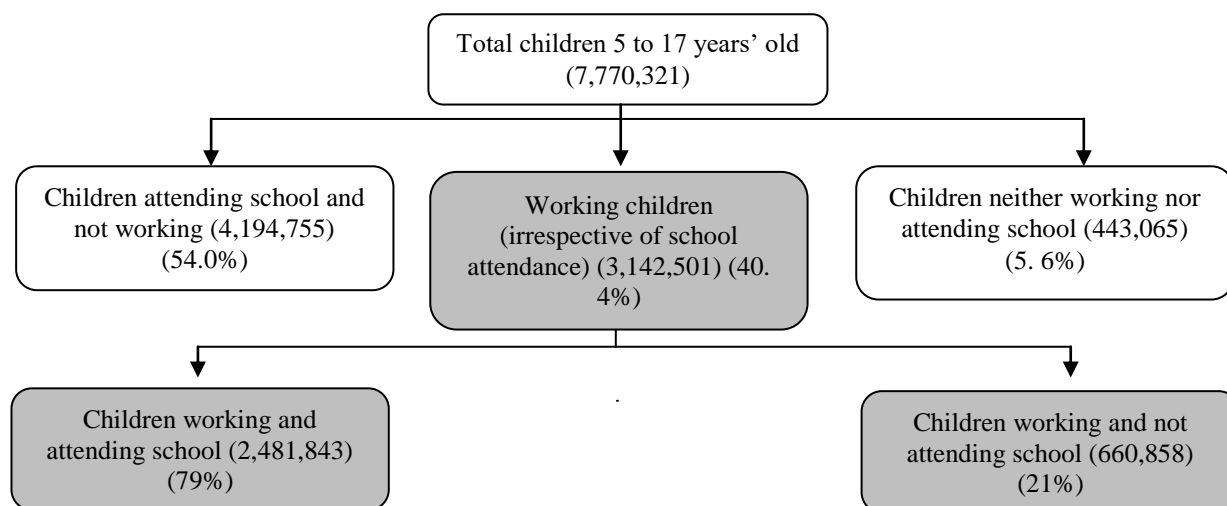 Total children 5 to 17 years’ old
(7,770,321)
Children attending school and
not working (4,194,755)
(54.0%)
Working children
(irrespective of school
attendance) (3,142,501) (40.
4%)
Children neither working nor
attending school (443,065)
(5. 6%)
Children working and
attending school (2,481,843)
(79%)
.
Children working and not
attending school (660,858)
(21%)